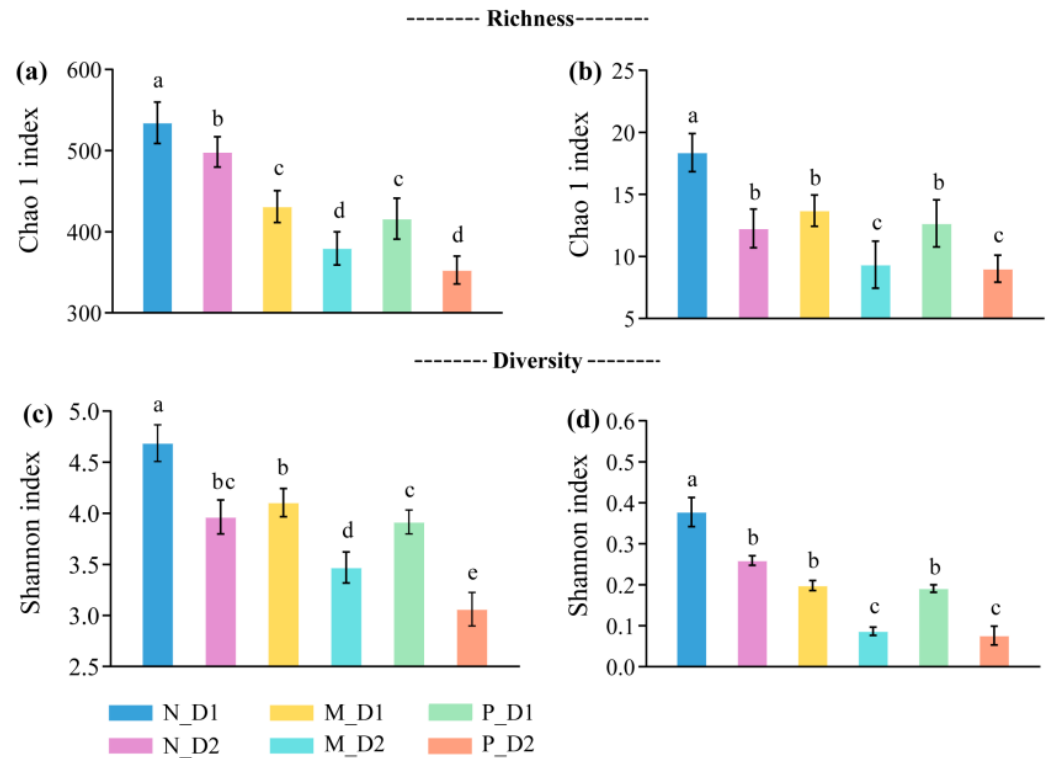 -------- Richness--------
(a)
Chao 1 index
600
500
400
300
a
b
c
d
c
d
(b)
Chao 1 index
25
20
15
10
5
a
b
b
c
b
c
-------- Diversity --------
(c)
Shannon index
5.0
4.5
4.0
3.5
3.0
2.5
a
bc
b
d
c
e
(d)
Shannon index
0.6
0.5
0.4
0.3
0.2
0.1
0.0
a
b
b
c
b
c
N_D1 M_D1 P_D1
N_D2 M_D2 P_D2